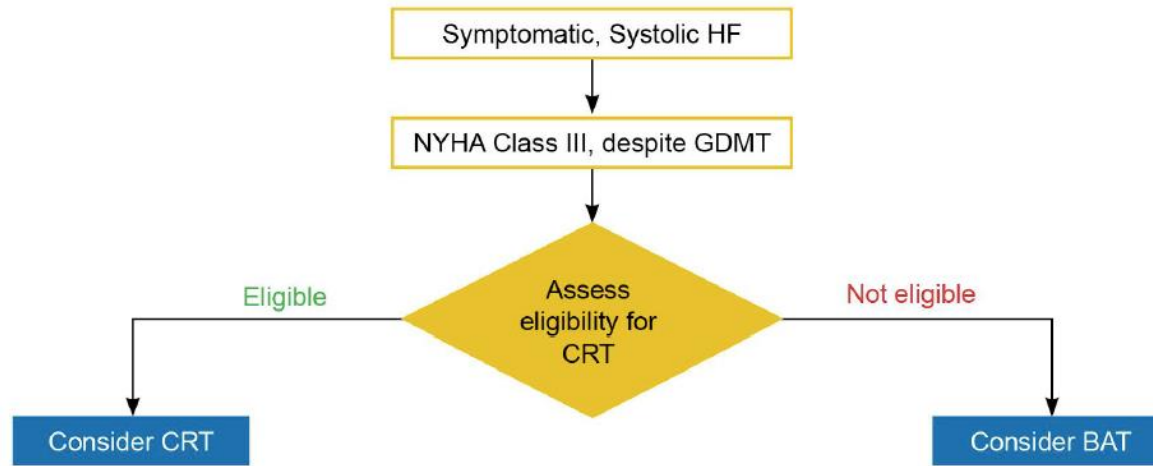 Symptomatic, Systolic HF
NYHA Class III, despite GDMT
Assess
eligibility for
CRT
Eligible
Not eligible
Consider CRT
Consider BAT